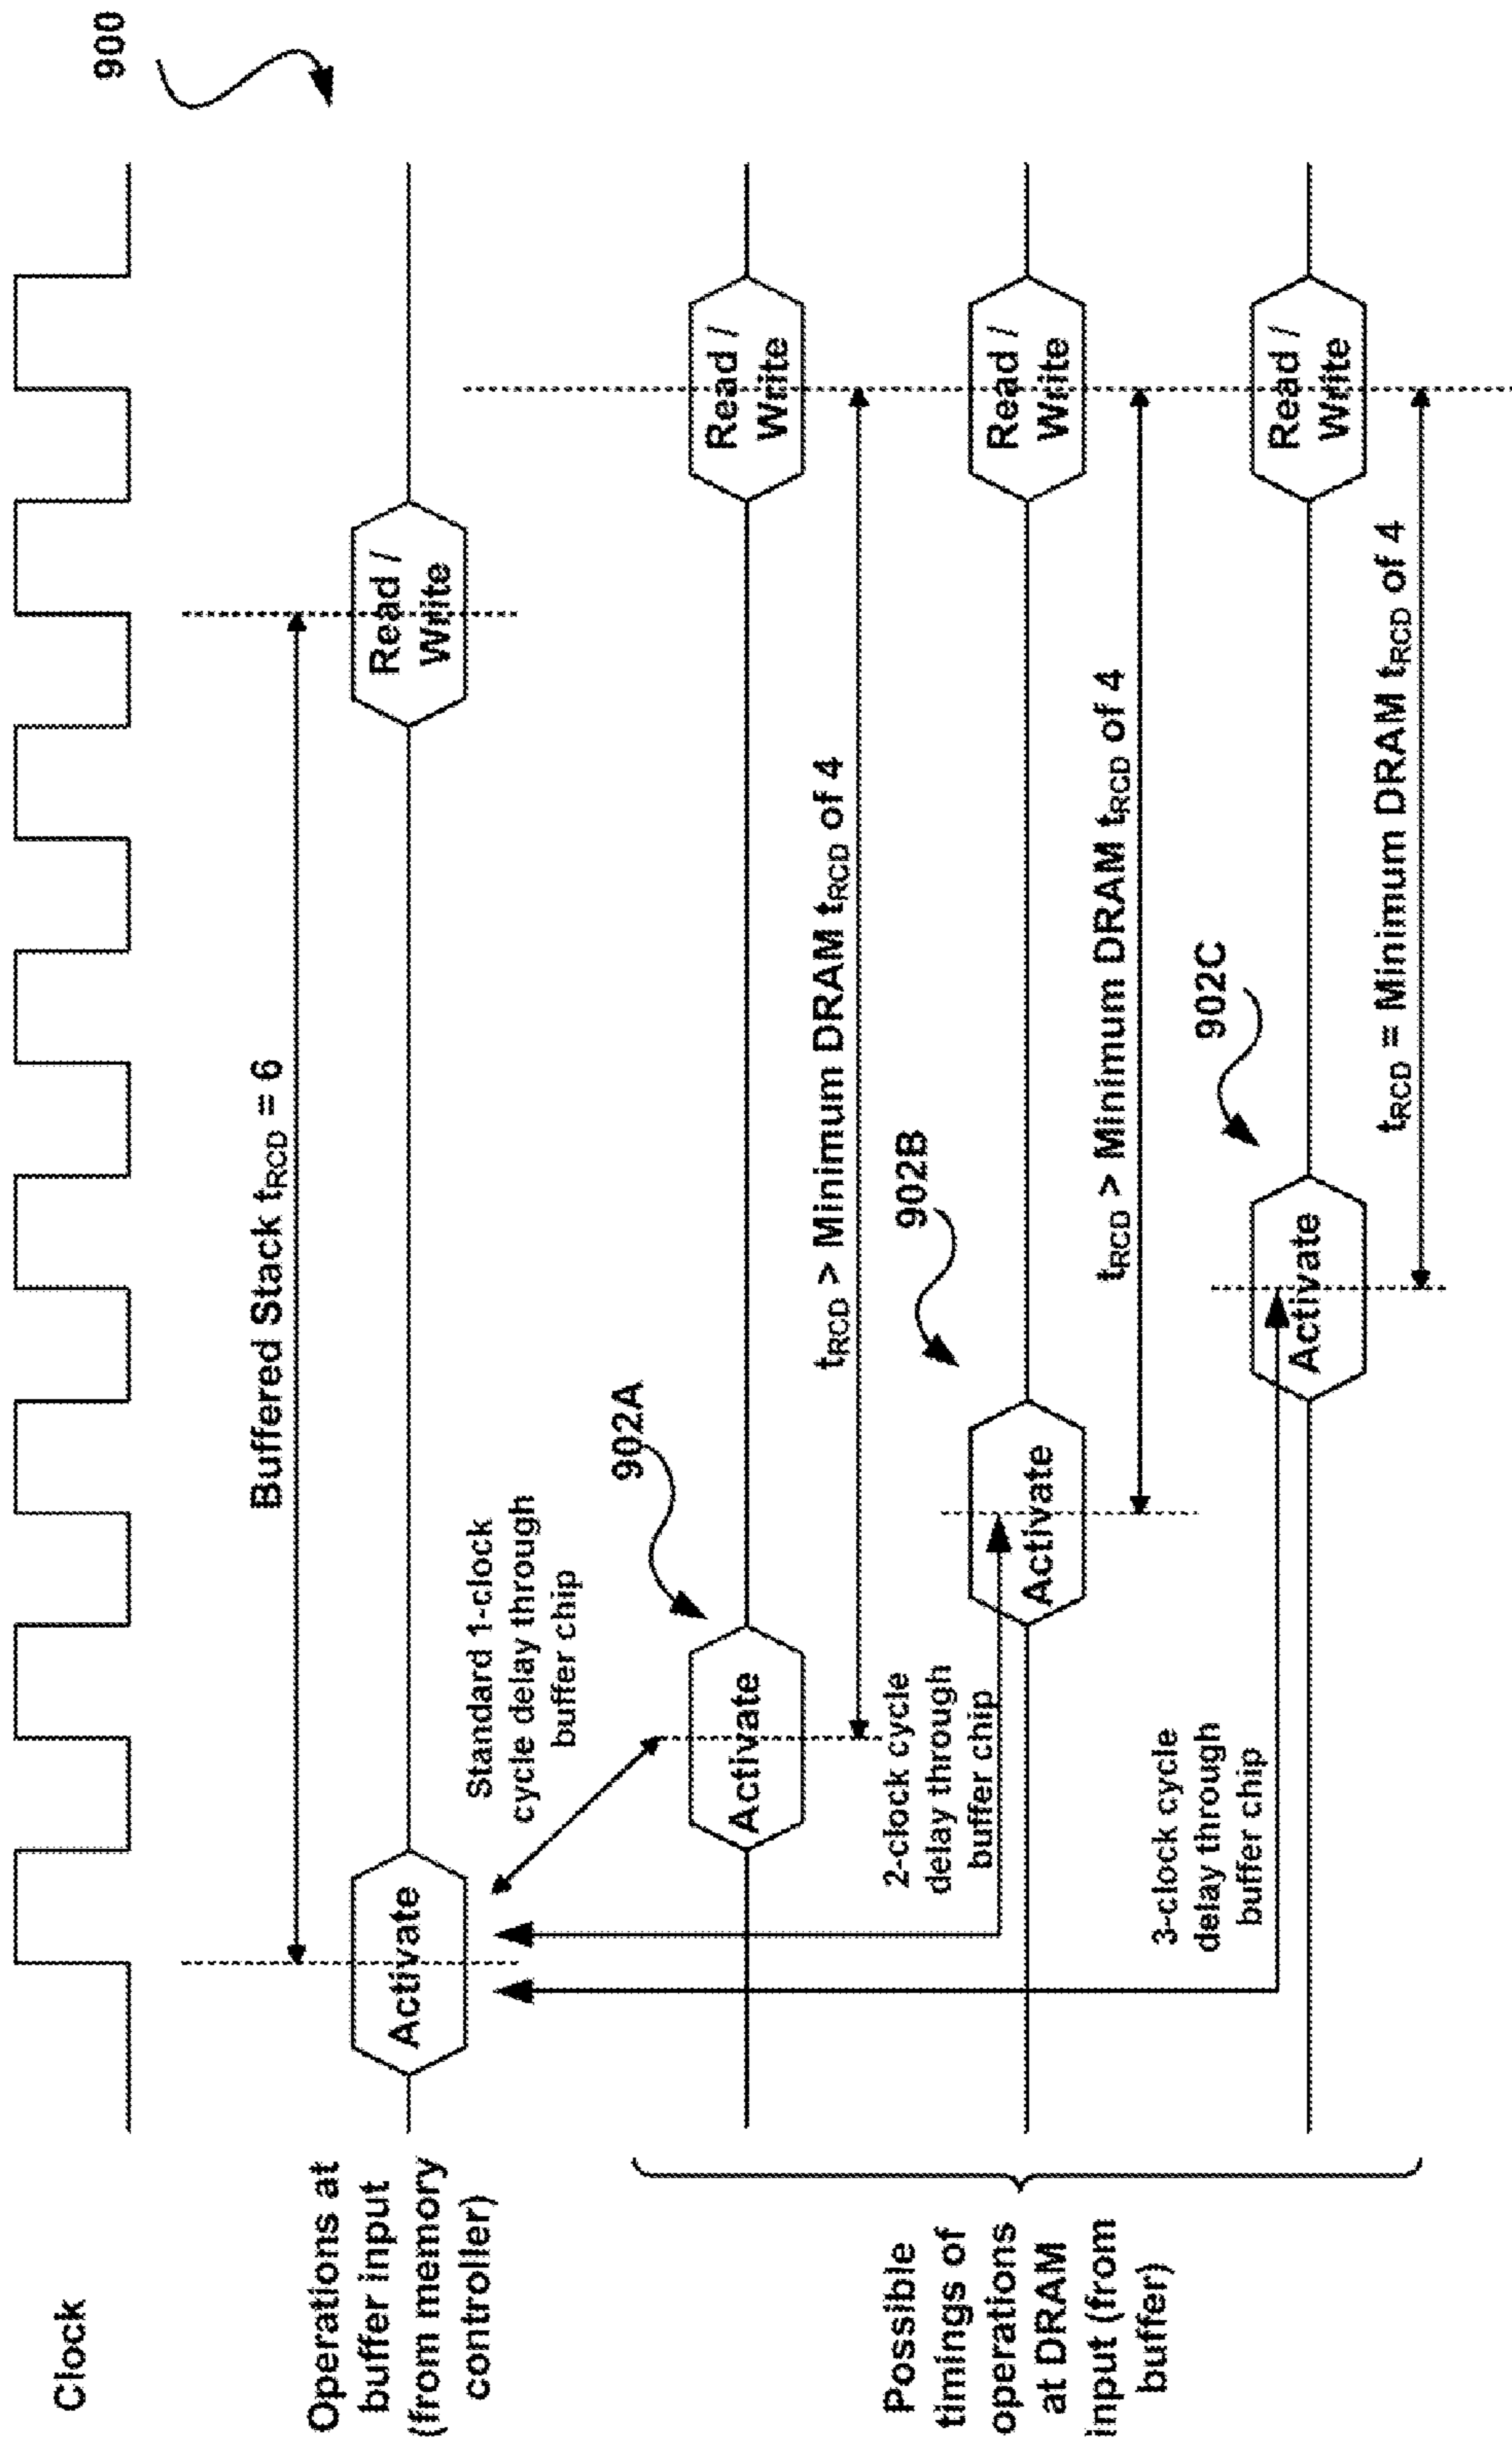 900
Clock
Operations at
buffer input
(from memory
controller)
Buffered Stack tRCD = 6
Activate
Read /
Write
Standard 1-clock
cycle delay through
buffer chip
902A
Possible
timings of
operations
at DRAM
input (from
buffer)
Activate
Read /
Write
tRCD > Minimum DRAM tRCD of 4
2-clock cycle
delay through
buffer chip
902B
Activate
Read /
Write
tRCD > Minimum DRAM tRCD of 4
3-clock cycle
delay through
buffer chip
902C
Activate
Read /
Write
tRCD = Minimum DRAM tRCD of 4